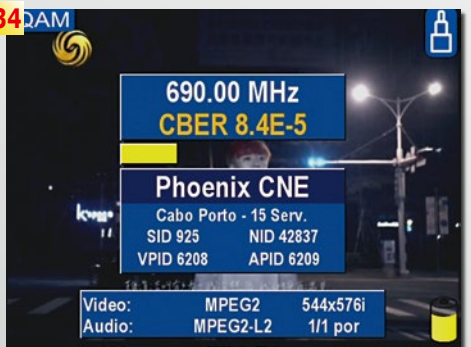 34
QAM
690.00 MHz
CBER 8.4E-5
Phoenix CNE
Cabo Porto - 15 Serv.
SID 925 NID 42837
VPID 6208 APID 6209
Video: MPEG2 544x576i
Audio: MPEG2-L2 1/1 por